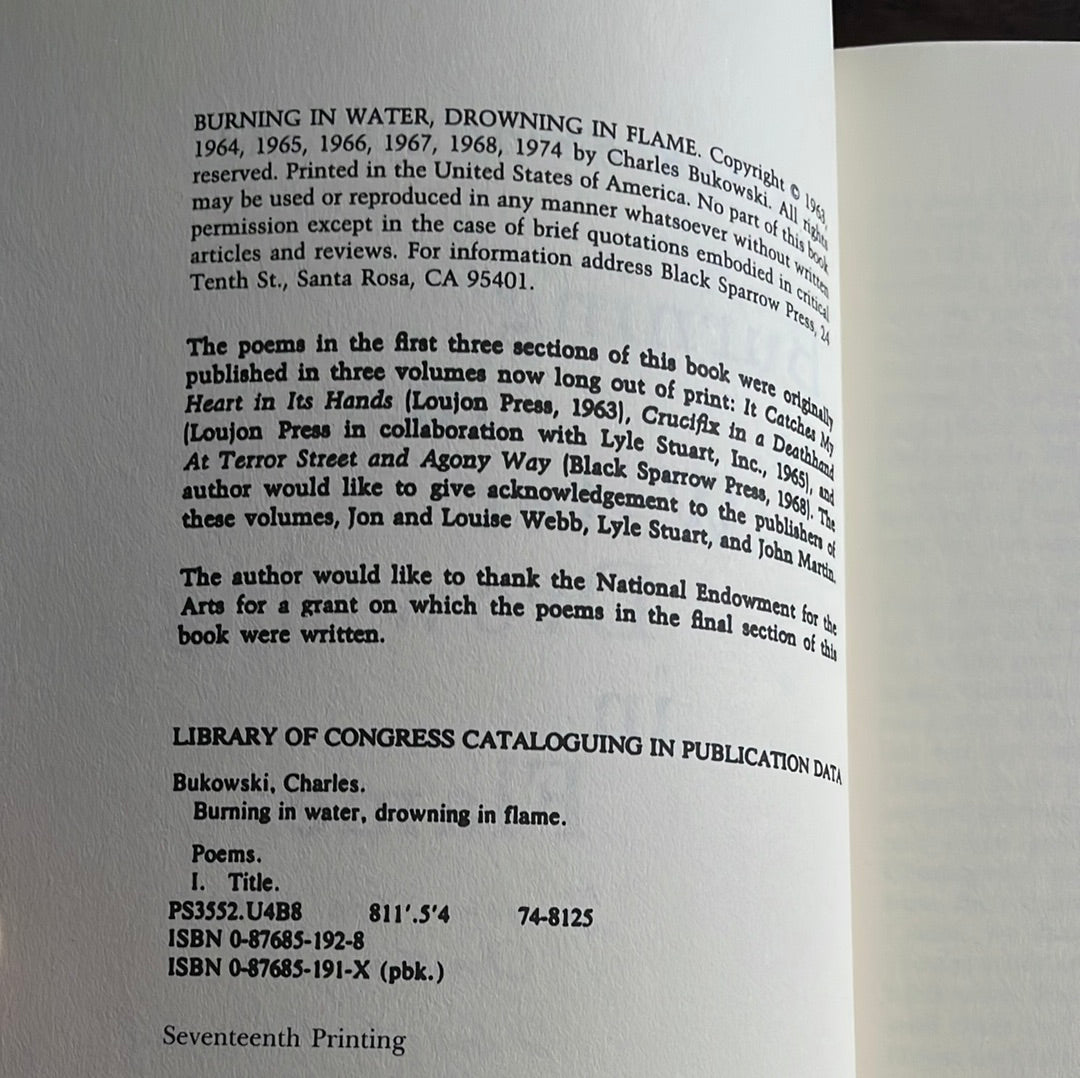 BURNING IN WATER, DROWNING IN FLAME. Copyright © 1963,
1964, 1965, 1966, 1967, 1968, 1974 by Charles Bukowski. All rights
reserved. Printed in the United States of America. No part of this book
may be used or reproduced in any manner whatsoever without written
permission except in the case of brief quotations embodied in critical
articles and reviews. For information address Black Sparrow Press, 24
Tenth St., Santa Rosa, CA 95401.
The poems in the first three sections of this book were originally
published in three volumes now long out of print: It Catches My
Heart in Its Hands (Loujon Press, 1963), Crucifix in a Deathhand
(Loujon Press in collaboration with Lyle Stuart, Inc., 1965), and
At Terror Street and Agony Way (Black Sparrow Press, 1968). The
author would like to give acknowledgement to the publishers of
these volumes, Jon and Louise Webb, Lyle Stuart, and John Martin.
The author would like to thank the National Endowment for the
Arts for a grant on which the poems in the final section of this
book were written.
LIBRARY OF CONGRESS CATALOGUING IN PUBLICATION DATA
Bukowski, Charles.
Burning in water, drowning in flame.
Poems.
I. Title.
PS3552.U4B8 811'.5'4 74-8125
ISBN 0-87685-192-8
ISBN 0-87685-191-X (pbk.)
Seventeenth Printing